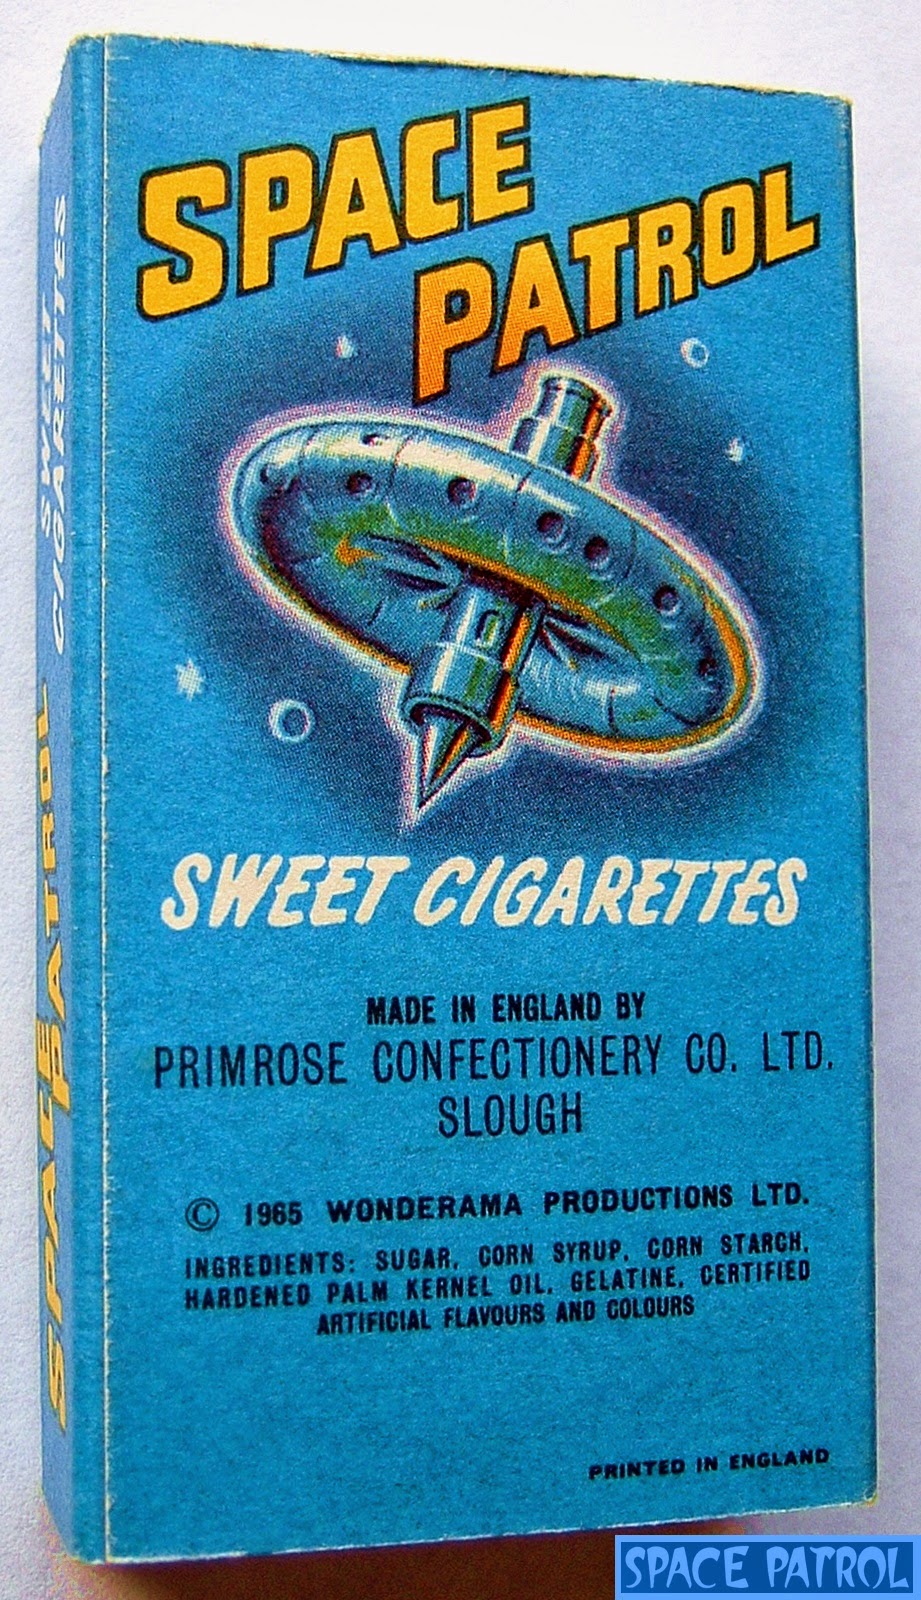 SPACE
PATROL
SWEET CIGARETTES
MADE IN ENGLAND BY
PRIMROSE CONFECTIONERY CO. LTD.
SLOUGH
© 1965 WONDERAMA PRODUCTIONS LTD.
INGREDIENTS: SUGAR, CORN SYRUP, CORN STARCH,
HARDENED PALM KERNEL OIL, GELATINE, CERTIFIED
ARTIFICIAL FLAVOURS AND COLOURS
PRINTED IN ENGLAND
SPACE
PATROL
SWEET
CIGARETTES
SPACE PATROL